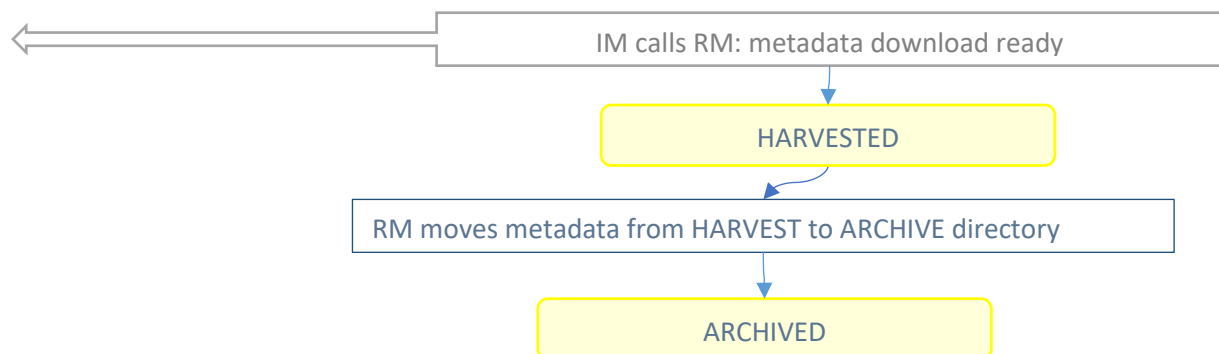 IM calls RM: metadata download ready
HARVESTED
RM moves metadata from HARVEST to ARCHIVE directory
ARCHIVED